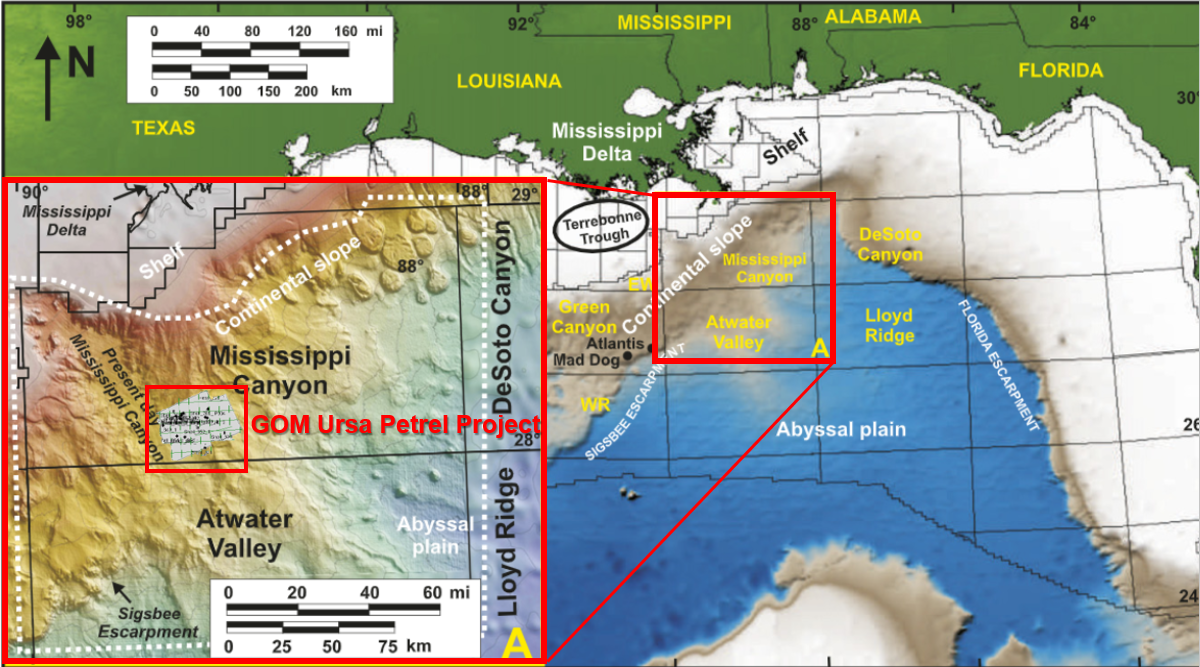 98°
92°
MISSISSIPPI
88°
ALABAMA
84°
0 40 80 120 160 mi
0 50 100 150 200 km
N
LOUISIANA
FLORIDA
30°
TEXAS
Mississippi
Delta
Shelf
90°
88°
29°
Mississippi
Delta
Shelf
Continental slope
88°
DeSoto Canyon
Mississippi
Canyon
Present day
Mississippi Canyon
GOM Ursa Petrel Project
28°
Atwater
Valley
Abyssal
plain
Lloyd Ridge
Sigsbee
Escarpment
0 20 40 60 mi
0 25 50 75 km
A
Terrebonne
Trough
Continental slope
Mississippi
Canyon
DeSoto
Canyon
EW
Green
Canyon
Atwater
Valley
Lloyd
Ridge
Atlantis
Mad Dog
A
WR
SIGSBEE ESCARPMENT
FLORIDA ESCARPMENT
Abyssal plain
26
24